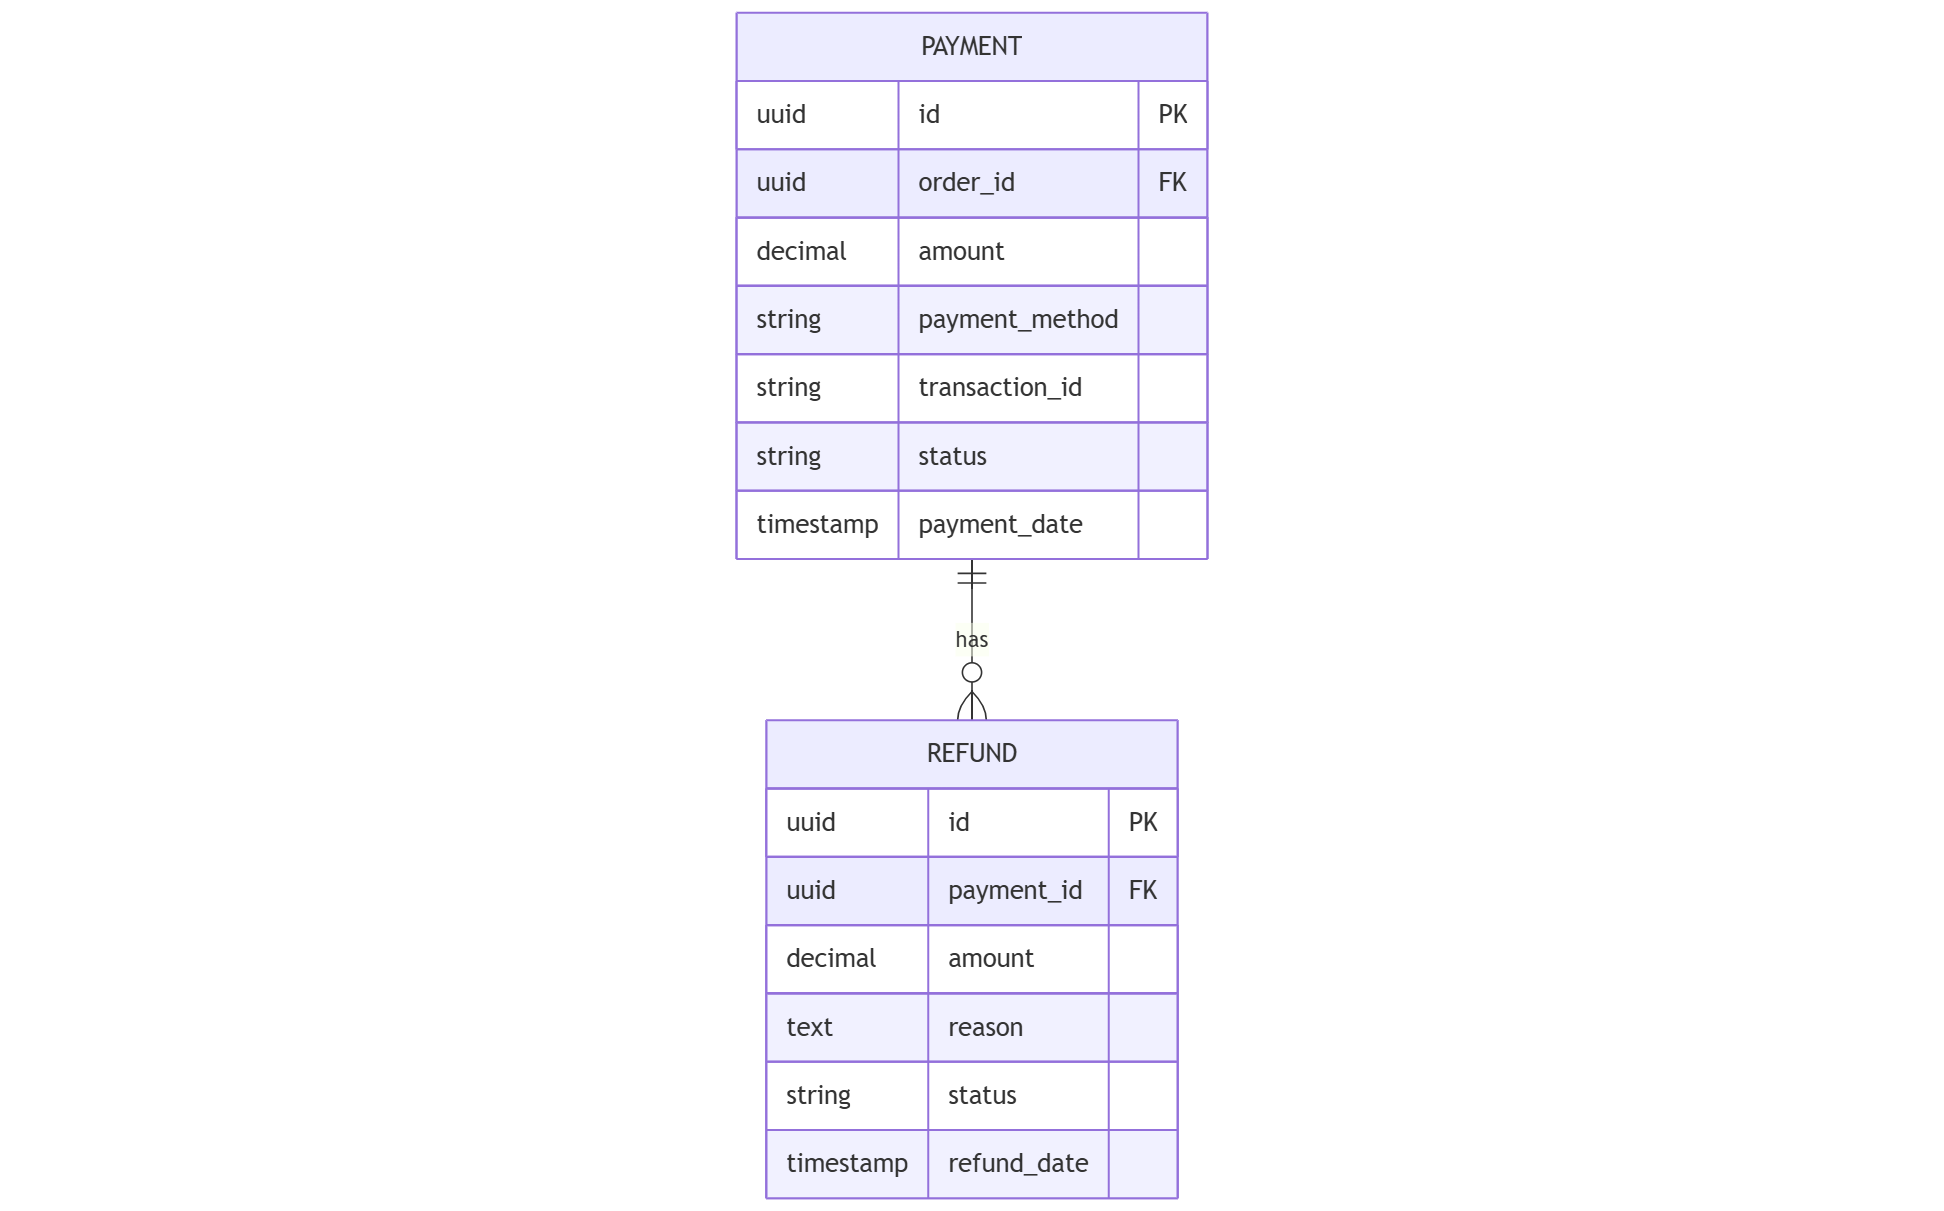 PAYMENT
uuid id PK
uuid order_id FK
decimal amount
string payment_method
string transaction_id
string status
timestamp payment_date
has
REFUND
uuid id PK
uuid payment_id FK
decimal amount
text reason
string status
timestamp refund_date